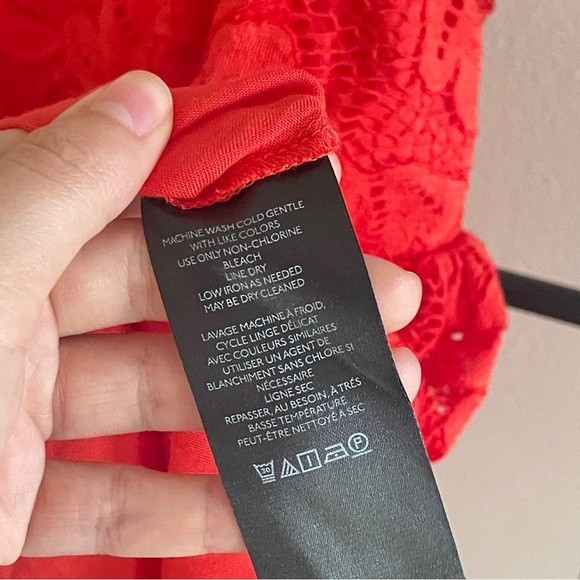 MACHINE WASH COLD GENTLE
WITH LIKE COLORS
USE ONLY NON-CHLORINE
BLEACH
LINE DRY
LOW IRON AS NEEDED
MAY BE DRY CLEANED
LAVAGE MACHINE À FROID,
CYCLE LINGE DÉLICAT
AVEC COULEURS SIMILAIRES
UTILISER UN AGENT DE
BLANCHIMENT SANS CHLORE SI
NÉCESSAIRE
LIGNE SEC
REPASSER, AU BESOIN, À TRÉS
BASSE TEMPÉRATURE
PEUT-ÊTRE NETTOYÉ À SEC
30 P